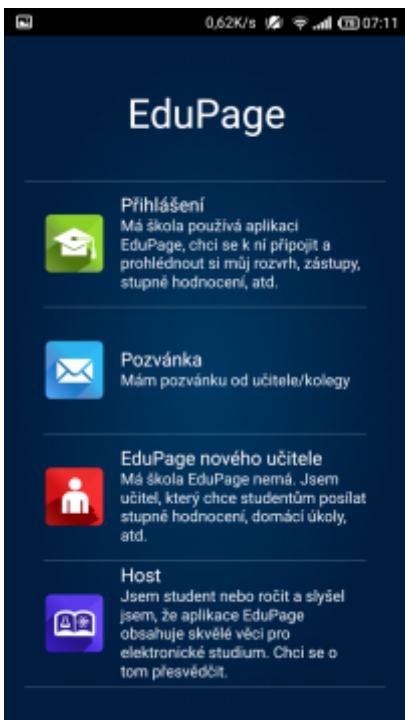 0,62K/s 78 07:11
EduPage
Přihlášení
Má škola používá aplikaci
EduPage, chci se k ní připojit a
prohlédnout si můj rozvrh, zástupy,
stupně hodnocení, atd.
Pozvánka
Mám pozvánku od učitele/kolegy
EduPage nového učitele
Má škola EduPage nemá. Jsem
učitel, který chce studentům posílat
stupně hodnocení, domácí úkoly,
atd.
Host
Jsem student nebo ročit a slyšel
jsem, že aplikace EduPage
obsahuje skvělé věci pro
elektronické studium. Chci se o
tom přesvědčit.